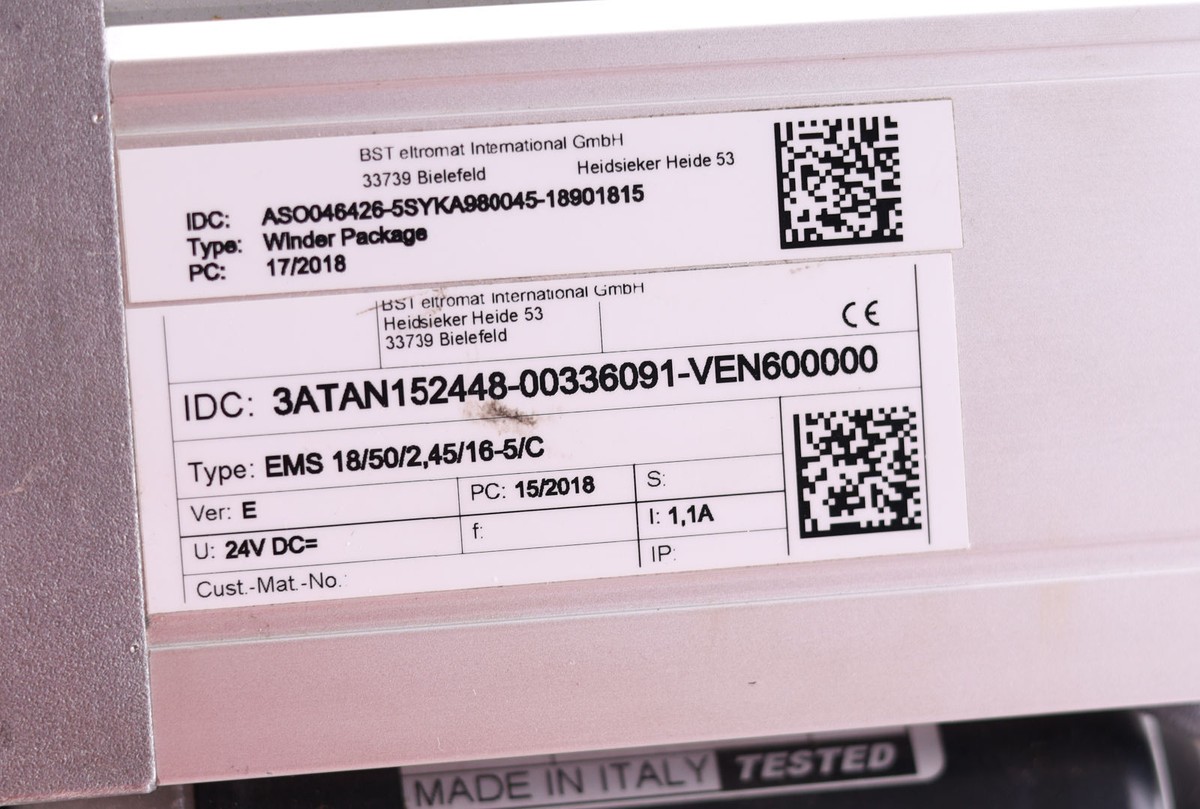 BST eltromat International GmbH
33739 Bielefeld Heidsieker Heide 53
IDC: ASO046426-5SYKA980045-18901815
Type: Winder Package
PC: 17/2018
BST eltromat International GmbH
Heidsieker Heide 53
33739 Bielefeld
CE
IDC: 3ATAN152448-00336091-VEN600000
Type: EMS 18/50/2,45/16-5/C
Ver: E PC: 15/2018 S:
U: 24V DC= f: I: 1,1A
Cust.-Mat.-No.: IP:
MADE IN ITALY TESTED